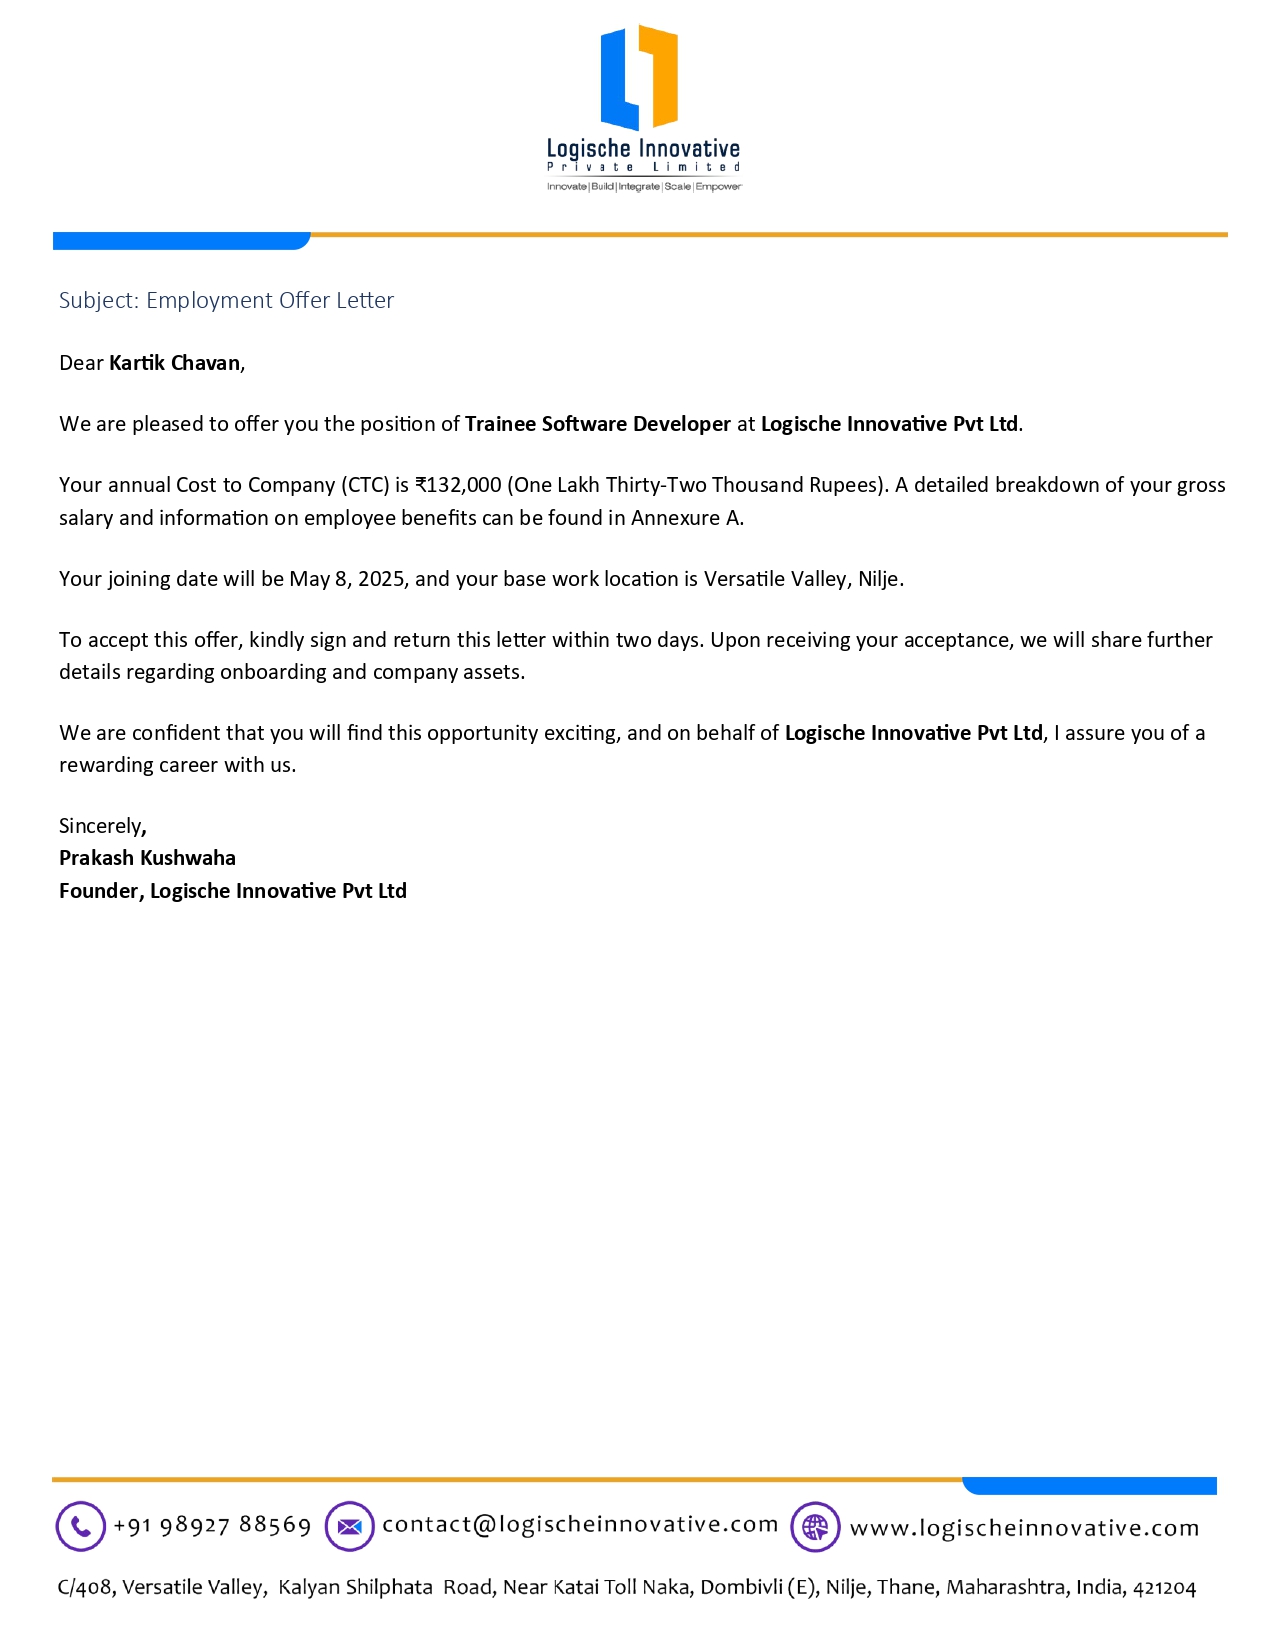 Logische Innovative
Private Limited
Innovate|Build|Integrate|Scale|Empower
Subject: Employment Offer Letter
Dear Kartik Chavan,
We are pleased to offer you the position of Trainee Software Developer at Logische Innovative Pvt Ltd.
Your annual Cost to Company (CTC) is ₹132,000 (One Lakh Thirty-Two Thousand Rupees). A detailed breakdown of your gross
salary and information on employee benefits can be found in Annexure A.
Your joining date will be May 8, 2025, and your base work location is Versatile Valley, Nilje.
To accept this offer, kindly sign and return this letter within two days. Upon receiving your acceptance, we will share further
details regarding onboarding and company assets.
We are confident that you will find this opportunity exciting, and on behalf of Logische Innovative Pvt Ltd, I assure you of a
rewarding career with us.
Sincerely,
Prakash Kushwaha
Founder, Logische Innovative Pvt Ltd
+91 98927 88569 contact@logischeinnovative.com www.logischeinnovative.com
C/408, Versatile Valley, Kalyan Shilphata Road, Near Katai Toll Naka, Dombivli (E), Nilje, Thane, Maharashtra, India, 421204